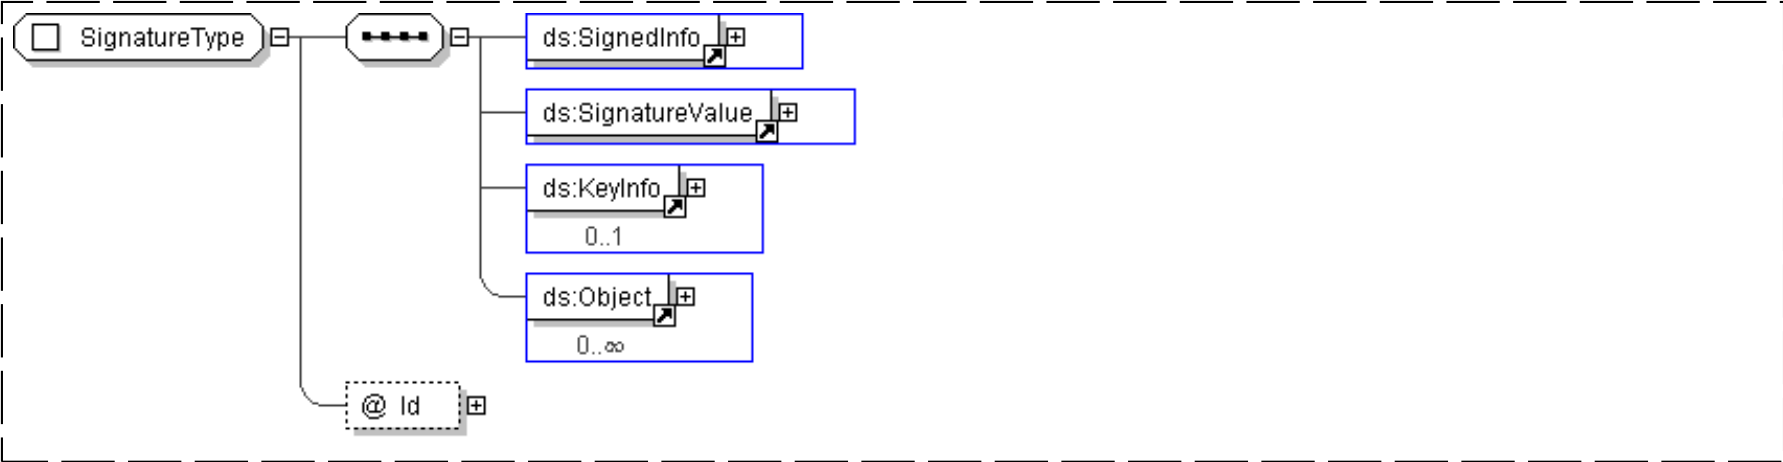 SignatureType
ds:SignedInfo
ds:SignatureValue
ds:KeyInfo
0..1
ds:Object
0..∞
@ Id